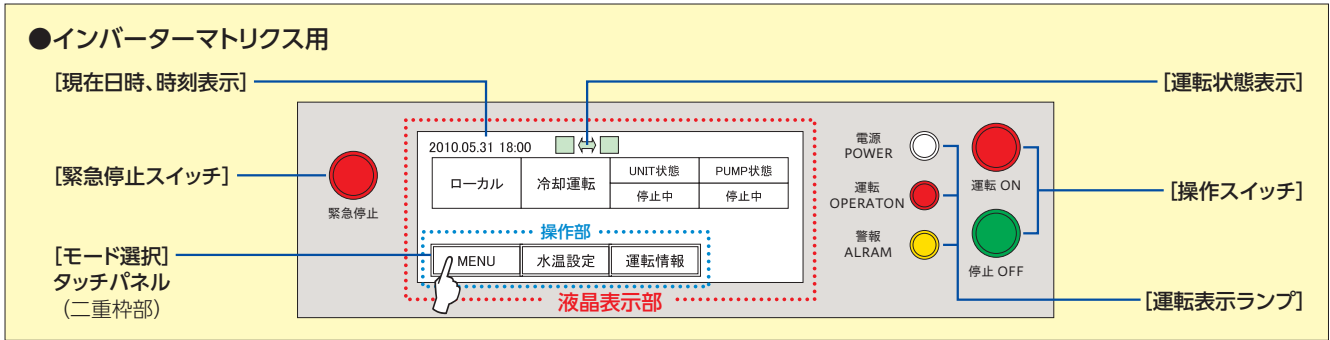 ●インバーターマトリクス用
[現在日時、時刻表示]
[運転状態表示]
2010.05.31 18:00
ローカル
冷却運転
UNIT状態
PUMP状態
停止中
停止中
[緊急停止スイッチ]
緊急停止
電源
POWER
運転
OPERATON
警報
ALRAM
運転 ON
停止 OFF
[操作スイッチ]
操作部
[モード選択]
タッチパネル
(二重枠部)
MENU
水温設定
運転情報
液晶表示部
[運転表示ランプ]